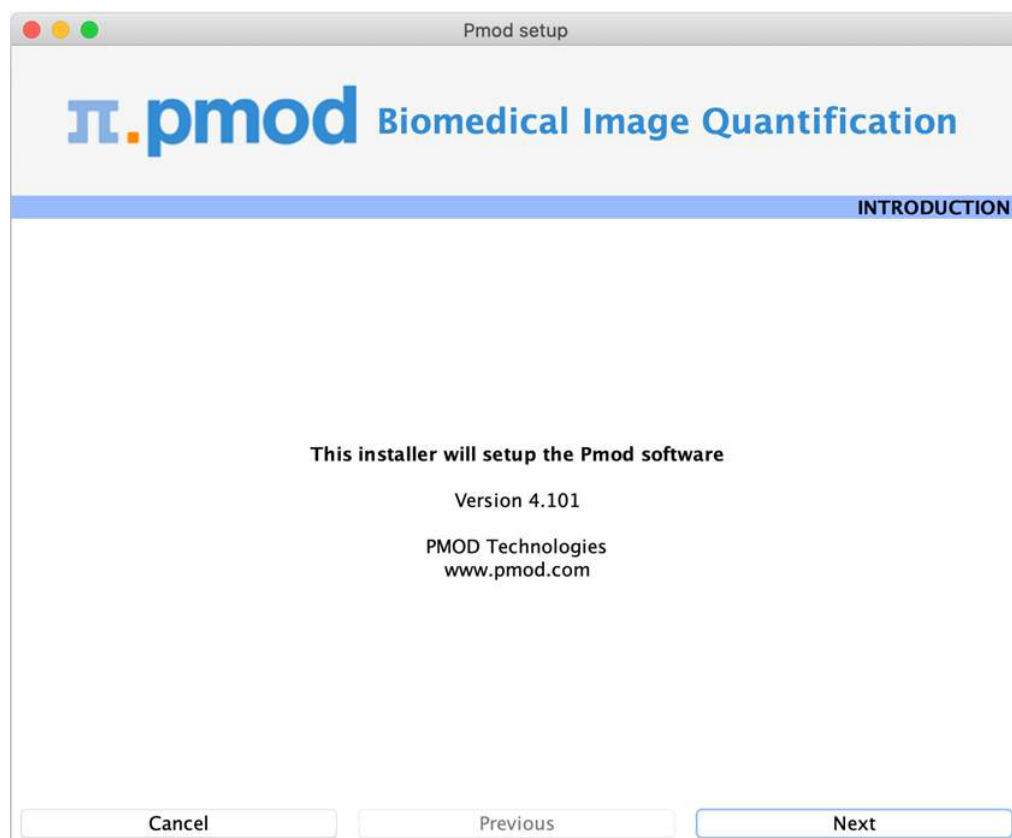 Pmod setup
π.pmod Biomedical Image Quantification
INTRODUCTION
This installer will setup the Pmod software
Version 4.101
PMOD Technologies
www.pmod.com
Cancel Previous Next